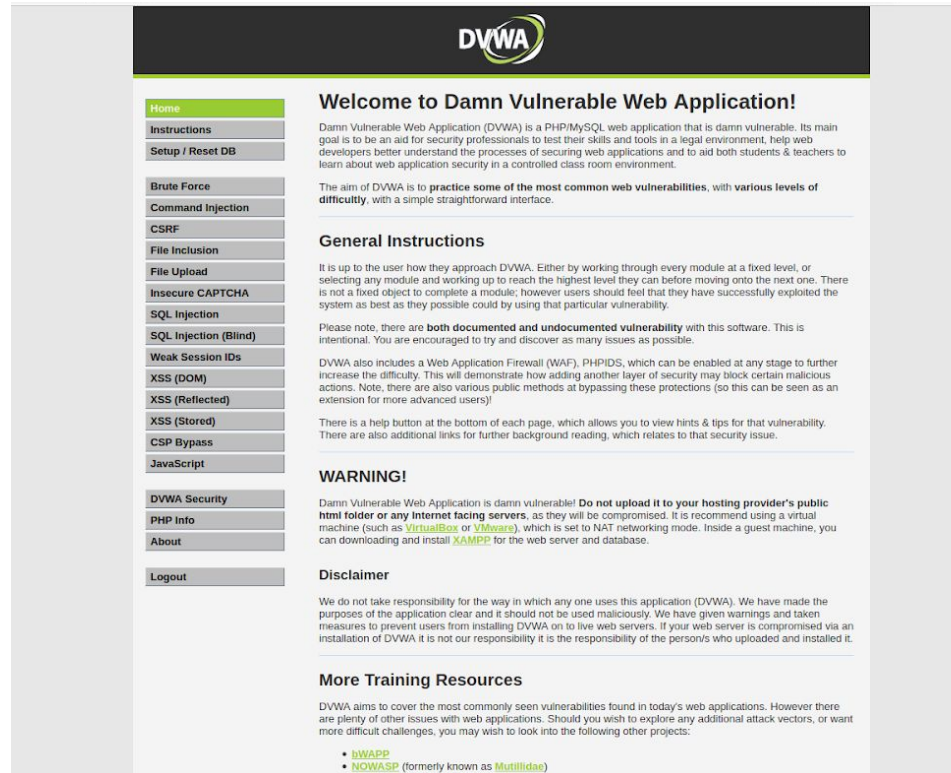 DVWA
Home
Instructions
Setup / Reset DB
Brute Force
Command Injection
CSRF
File Inclusion
File Upload
Insecure CAPTCHA
SQL Injection
SQL Injection (Blind)
Weak Session IDs
XSS (DOM)
XSS (Reflected)
XSS (Stored)
CSP Bypass
JavaScript
DVWA Security
PHP Info
About
Logout
Welcome to Damn Vulnerable Web Application!
Damn Vulnerable Web Application (DVWA) is a PHP/MySQL web application that is damn vulnerable. Its main
goal is to be an aid for security professionals to test their skills and tools in a legal environment, help web
developers better understand the processes of securing web applications and to aid both students & teachers to
learn about web application security in a controlled class room environment.
The aim of DVWA is to practice some of the most common web vulnerabilities, with various levels of
difficultly, with a simple straightforward interface.
General Instructions
It is up to the user how they approach DVWA. Either by working through every module at a fixed level, or
selecting any module and working up to reach the highest level they can before moving onto the next one. There
is not a fixed object to complete a module; however users should feel that they have successfully exploited the
system as best as they possible could by using that particular vulnerability.
Please note, there are both documented and undocumented vulnerability with this software. This is
intentional. You are encouraged to try and discover as many issues as possible.
DVWA also includes a Web Application Firewall (WAF), PHPIDS, which can be enabled at any stage to further
increase the difficulty. This will demonstrate how adding another layer of security may block certain malicious
actions. Note, there are also various public methods at bypassing these protections (so this can be seen as an
extension for more advanced users)!
There is a help button at the bottom of each page, which allows you to view hints & tips for that vulnerability.
There are also additional links for further background reading, which relates to that security issue.
WARNING!
Damn Vulnerable Web Application is damn vulnerable! Do not upload it to your hosting provider's public
html folder or any Internet facing servers, as they will be compromised. It is recommend using a virtual
machine (such as VirtualBox or VMware), which is set to NAT networking mode. Inside a guest machine, you
can downloading and install XAMPP for the web server and database.
Disclaimer
We do not take responsibility for the way in which any one uses this application (DVWA). We have made the
purposes of the application clear and it should not be used maliciously. We have given warnings and taken
measures to prevent users from installing DVWA on to live web servers. If your web server is compromised via an
installation of DVWA it is not our responsibility it is the responsibility of the person/s who uploaded and installed it.
More Training Resources
DVWA aims to cover the most commonly seen vulnerabilities found in today's web applications. However there
are plenty of other issues with web applications. Should you wish to explore any additional attack vectors, or want
more difficult challenges, you may wish to look into the following other projects:
• bWAPP
• NOWASP (formerly known as Mutillidae)